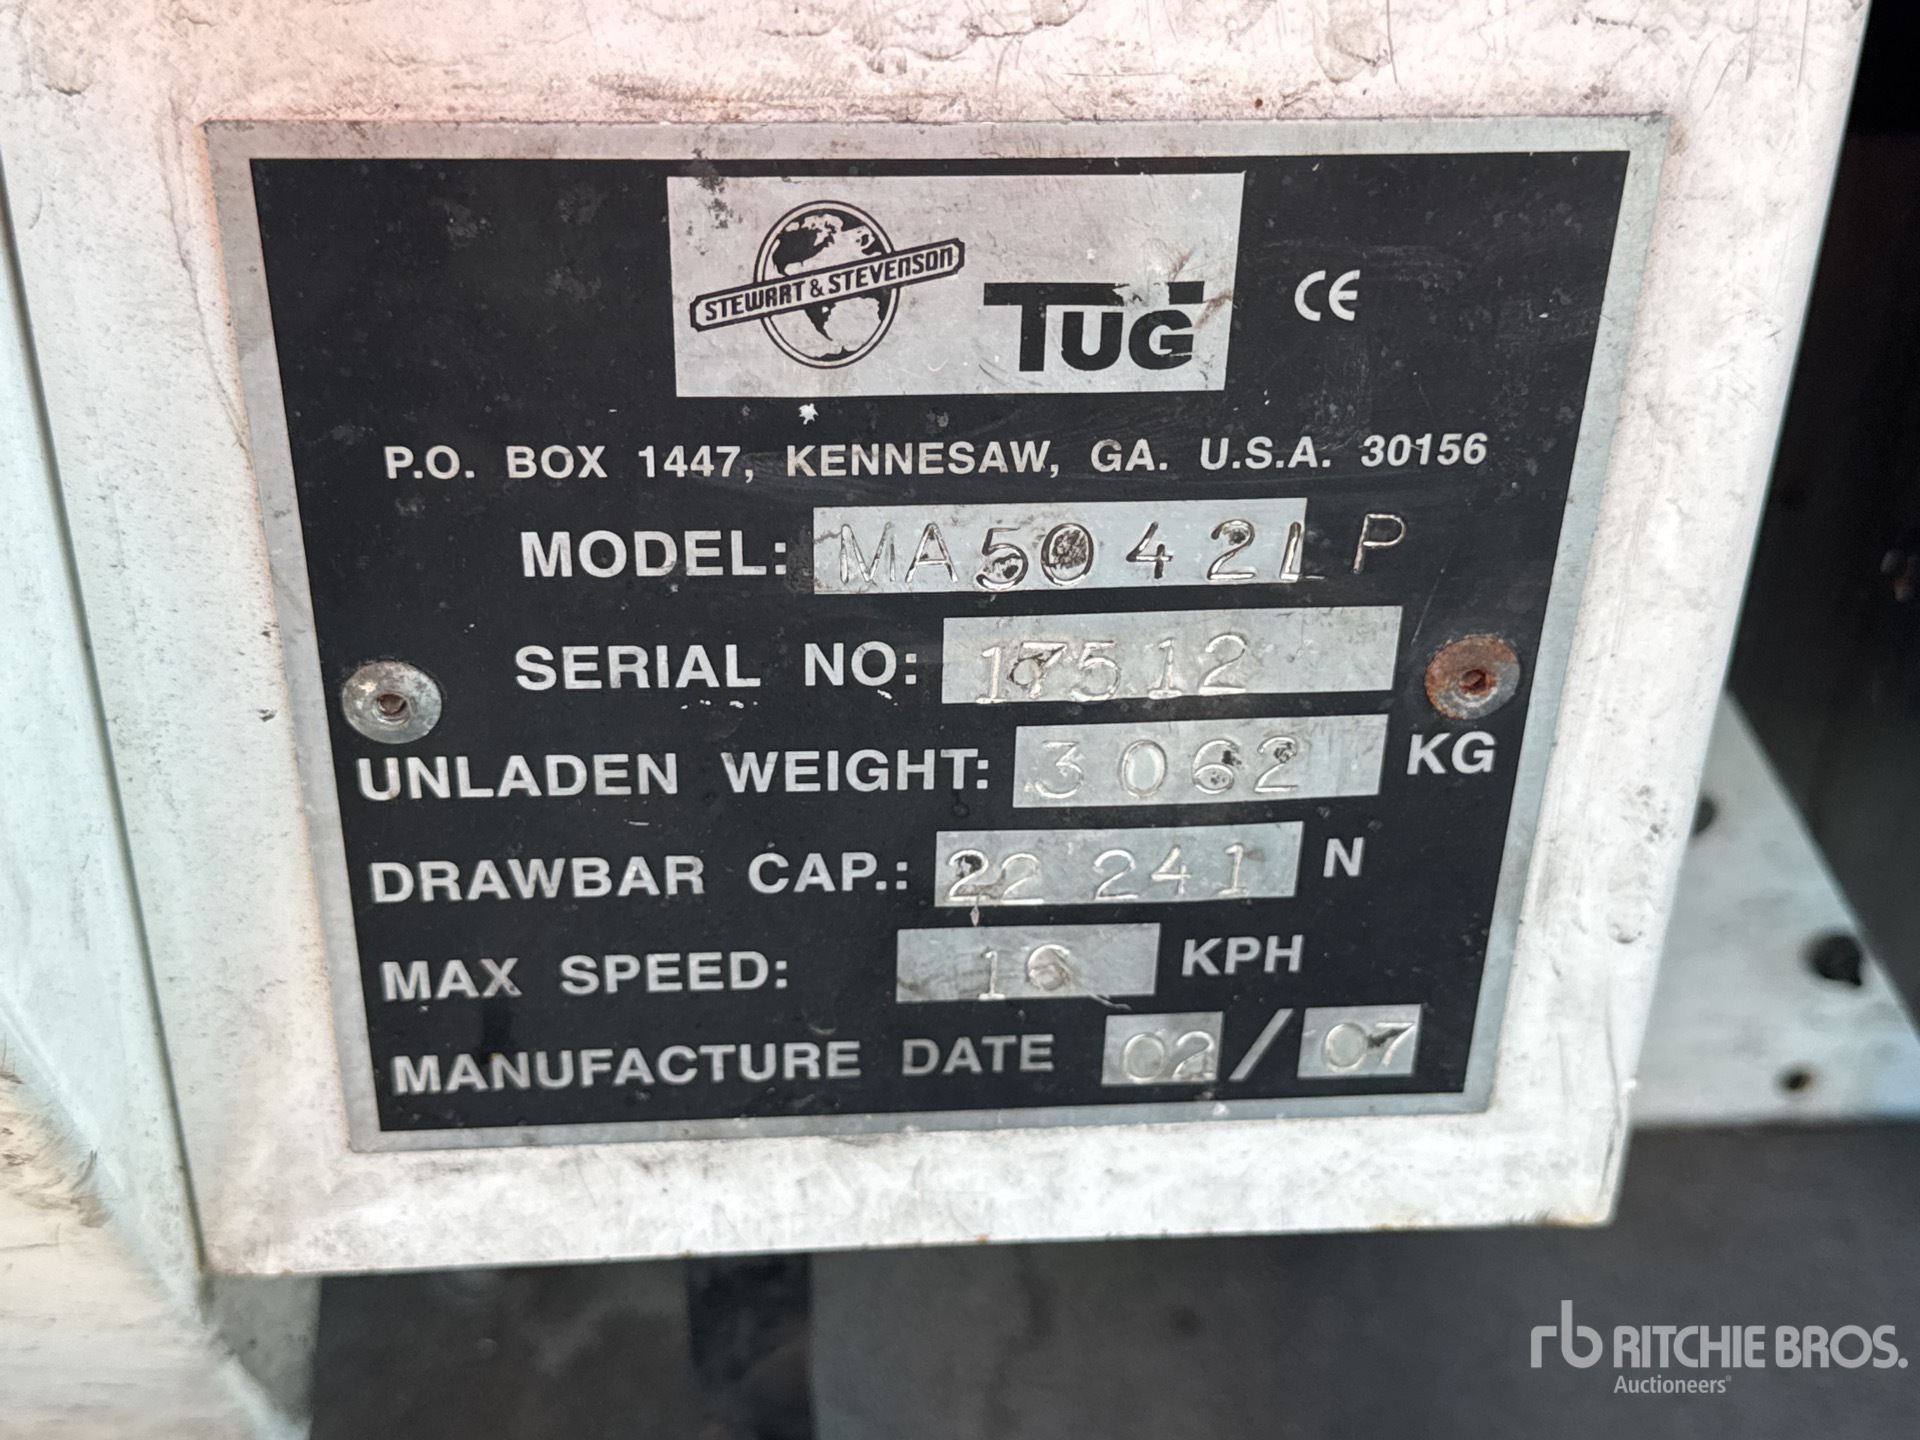 STEWART & STEVENSON
TUG
CE
P.O. BOX 1447, KENNESAW, GA. U.S.A. 30156
MODEL: MA5042LP
SERIAL NO: 17512
UNLADEN WEIGHT: 3062 KG
DRAWBAR CAP.: 22 241 N
MAX SPEED: 16 KPH
MANUFACTURE DATE 02 / 07
rb RITCHIE BROS.
Auctioneers